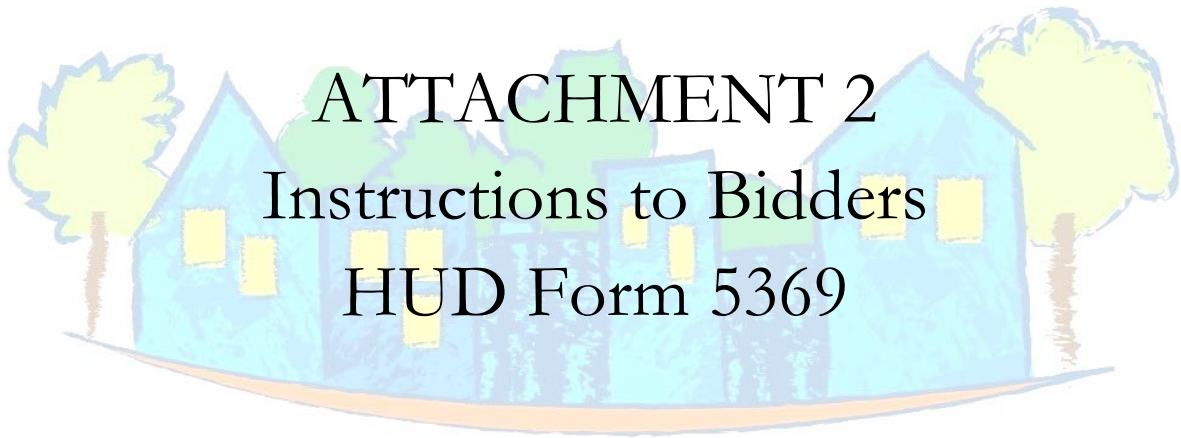 ATTACHMENT 2
Instructions to Bidders
HUD Form 5369